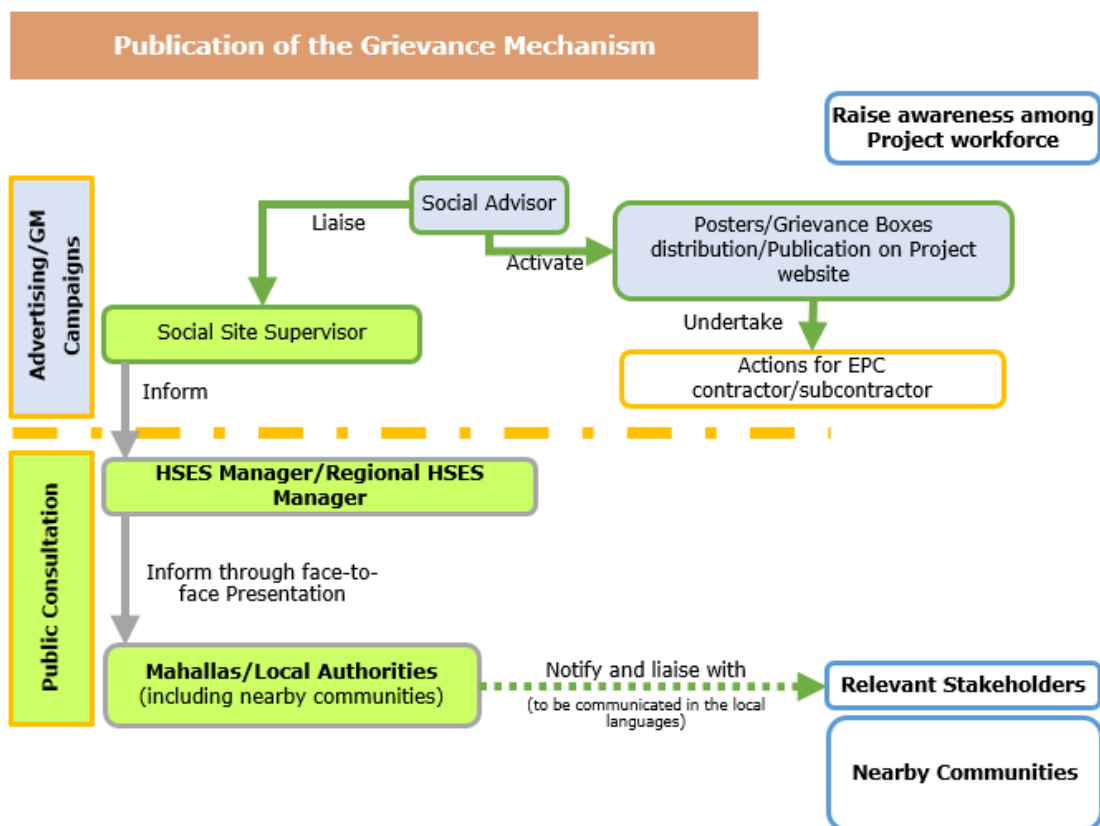 Publication of the Grievance Mechanism
Raise awareness among
Project workforce
Advertising/GM
Campaigns
Social Advisor
Liaise
Activate
Posters/Grievance Boxes
distribution/Publication on Project
website
Social Site Supervisor
Undertake
Actions for EPC
contractor/subcontractor
Inform
Public Consultation
HSES Manager/Regional HSES
Manager
Inform through face-to-
face Presentation
Mahallas/Local Authorities
(including nearby communities)
Notify and liaise with
(to be communicated in the local
languages)
Relevant Stakeholders
Nearby Communities